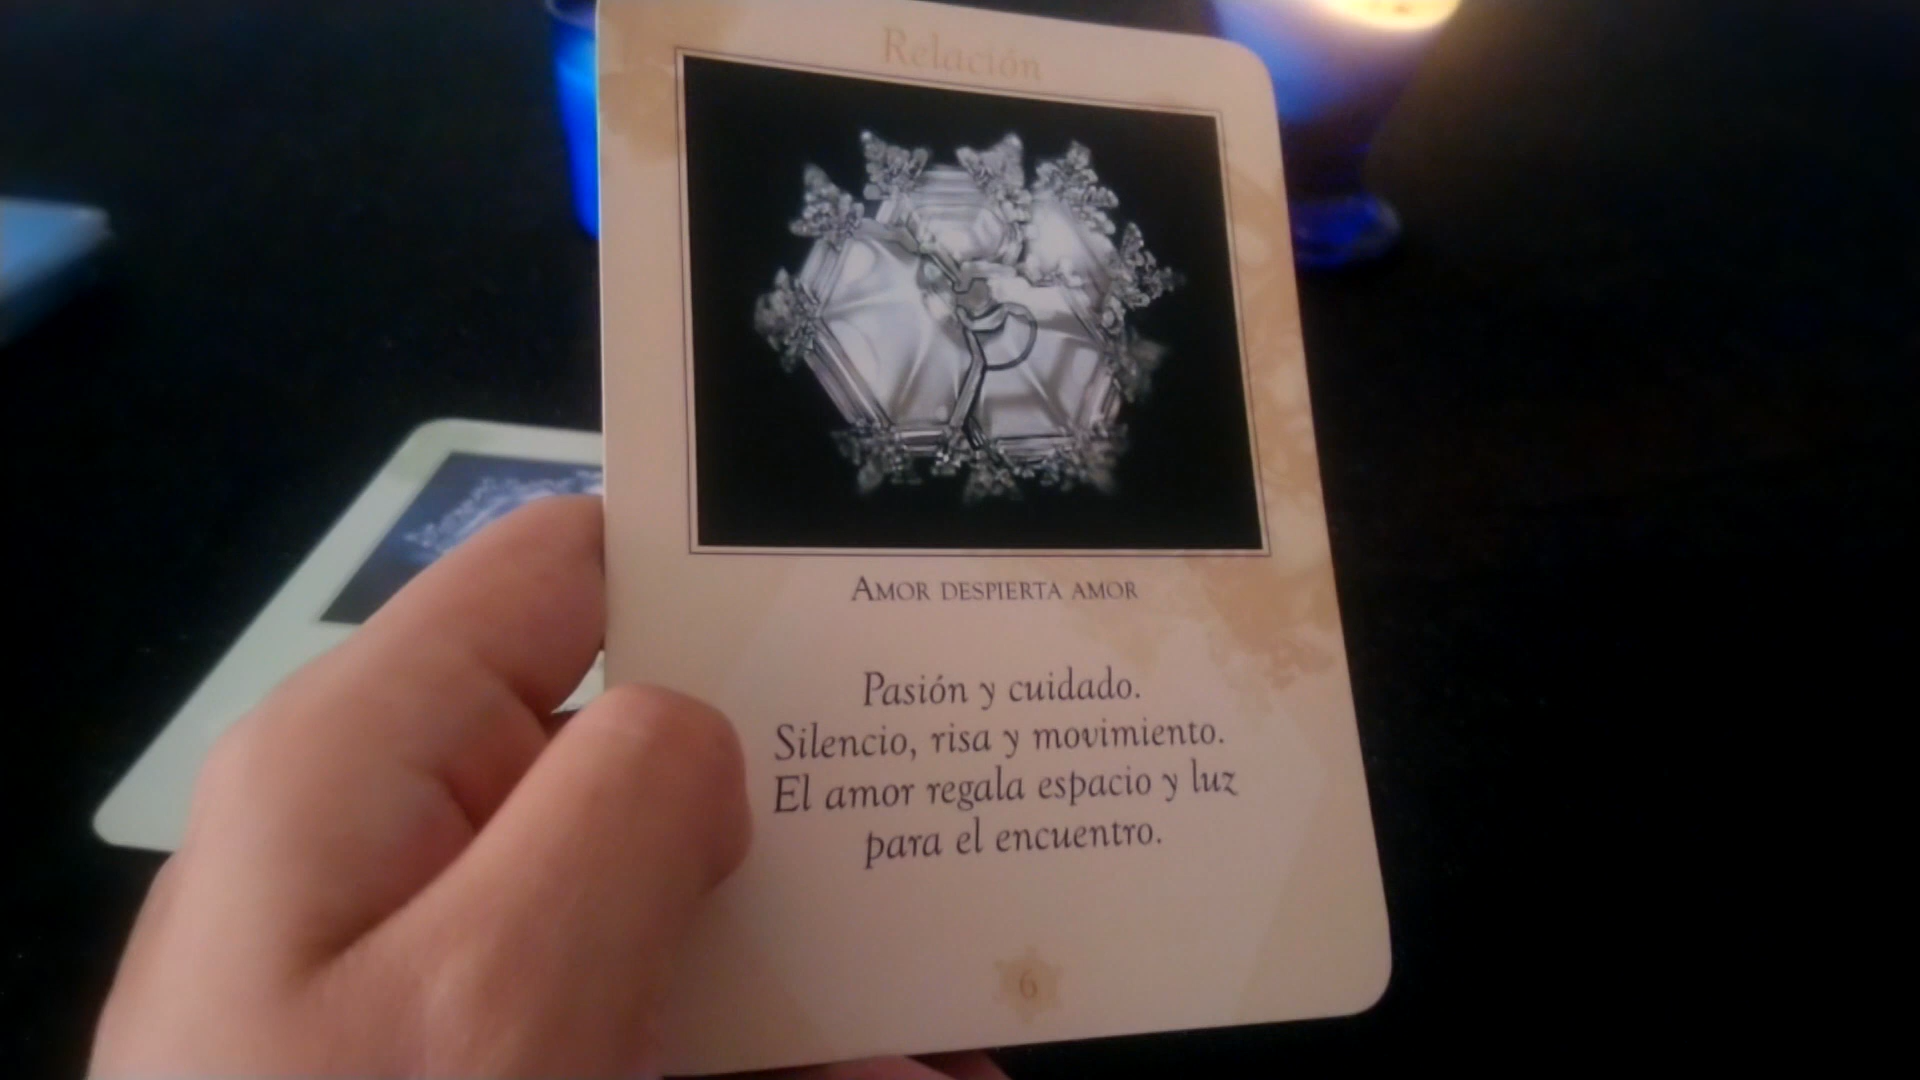 Relación
AMOR DESPIERTA AMOR
Pasión y cuidado.
Silencio, risa y movimiento.
El amor regala espacio y luz
para el encuentro.
6